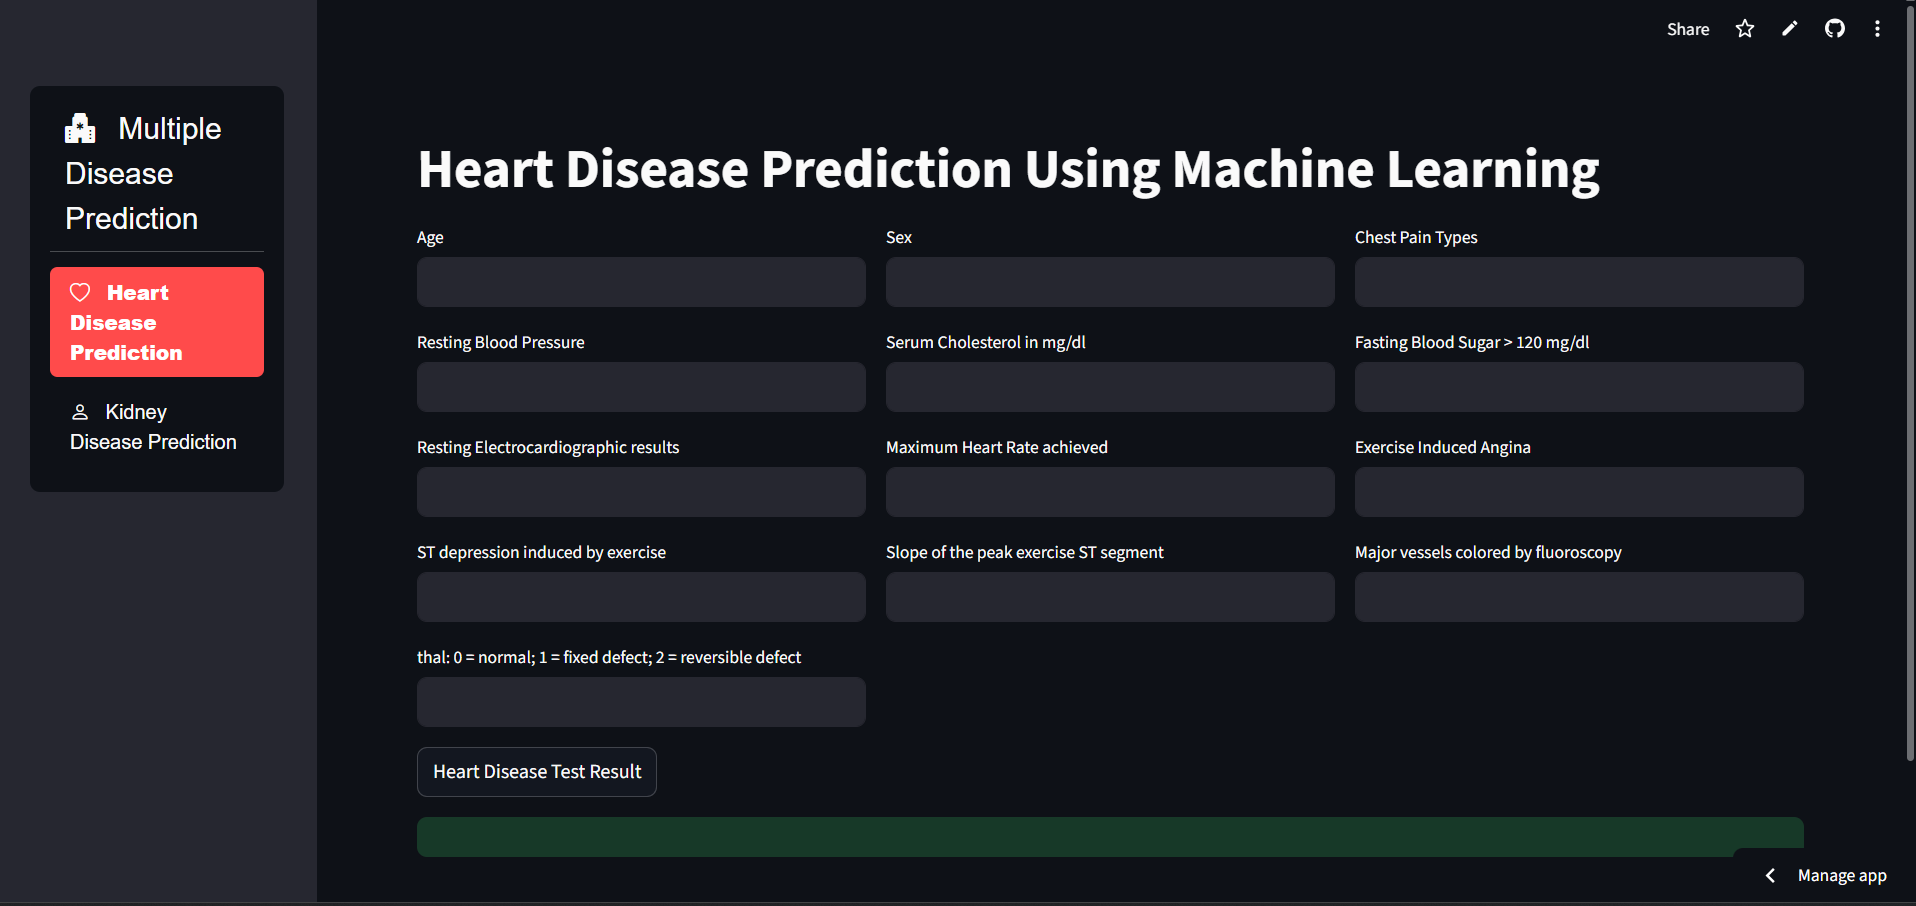 Share
Multiple
Disease
Prediction
Heart
Disease
Prediction
Kidney
Disease Prediction
Heart Disease Prediction Using Machine Learning
Age
Sex
Chest Pain Types
Resting Blood Pressure
Serum Cholesterol in mg/dl
Fasting Blood Sugar > 120 mg/dl
Resting Electrocardiographic results
Maximum Heart Rate achieved
Exercise Induced Angina
ST depression induced by exercise
Slope of the peak exercise ST segment
Major vessels colored by fluoroscopy
thal: 0 = normal; 1 = fixed defect; 2 = reversible defect
Heart Disease Test Result
Manage app